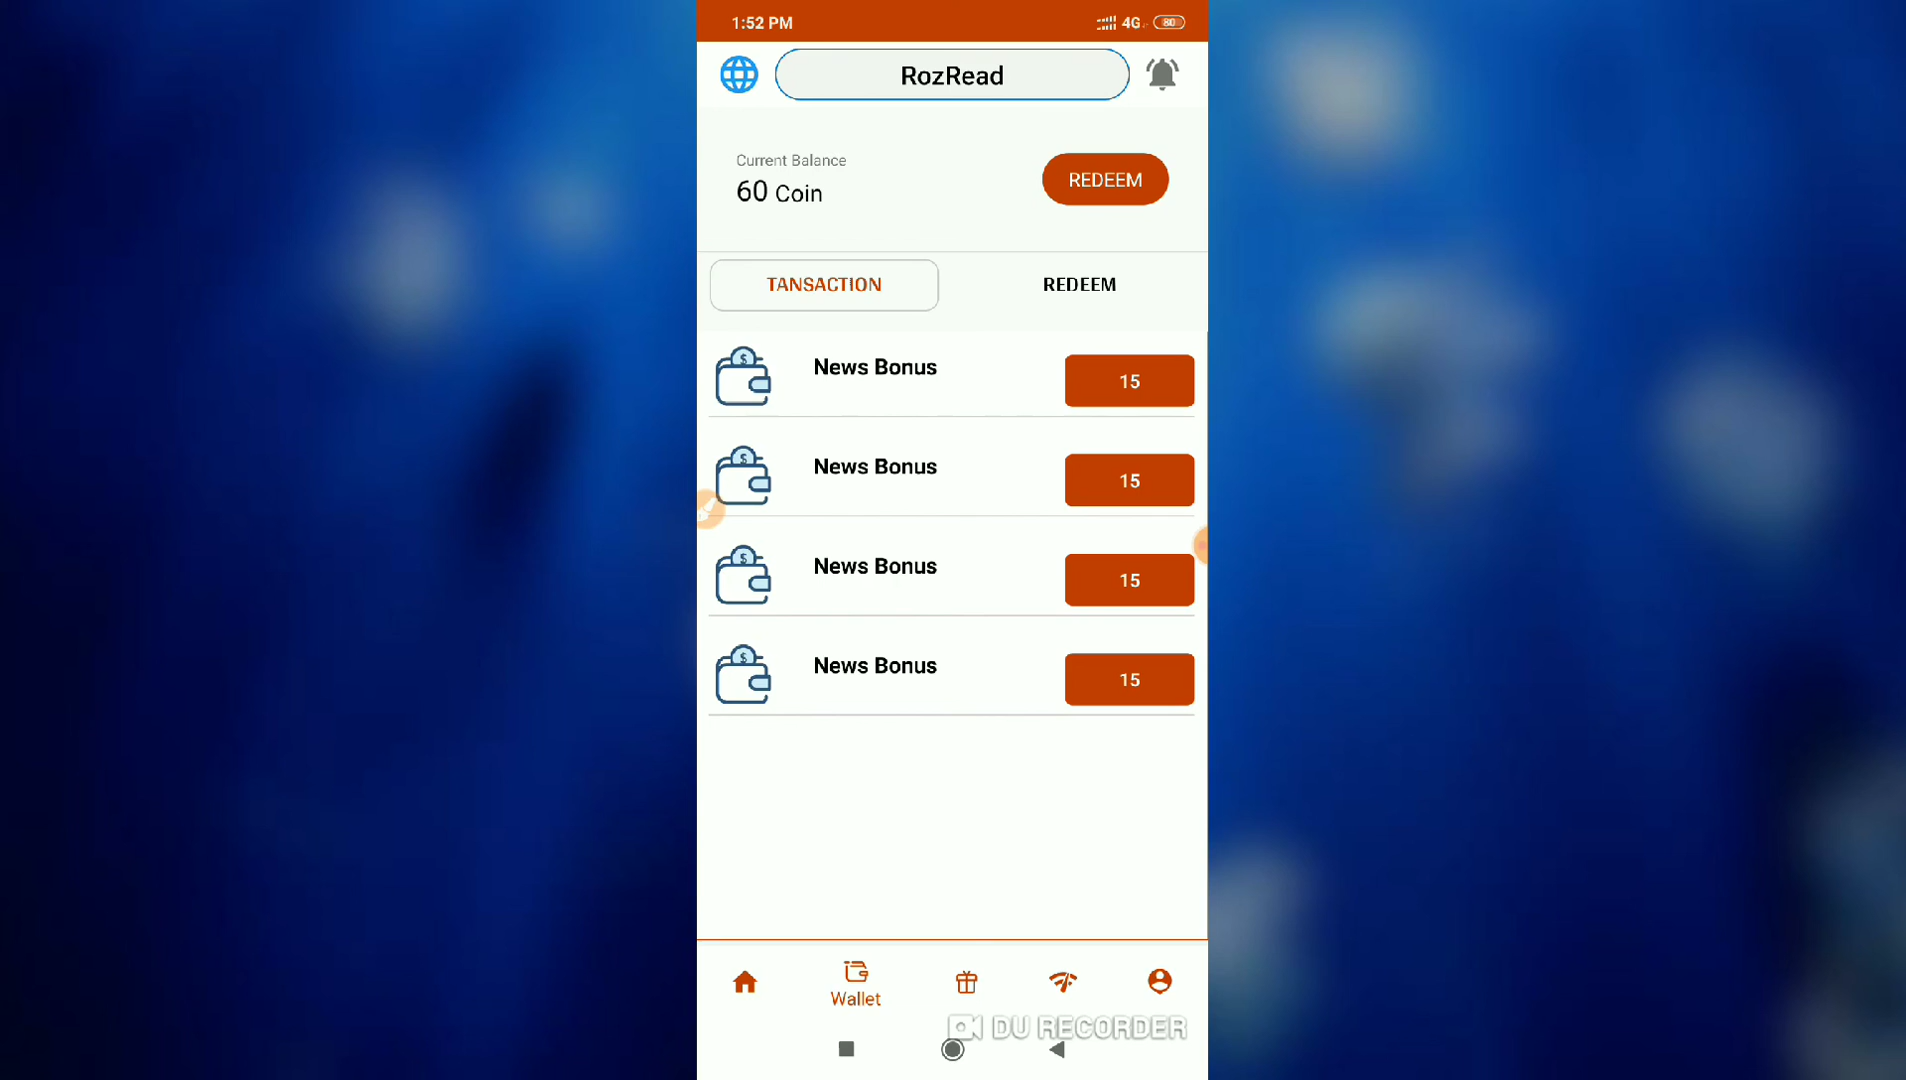 1:52 PM 4G 80
RozRead
Current Balance
60 Coin
REDEEM
TANSACTION REDEEM
News Bonus 15
News Bonus 15
News Bonus 15
News Bonus 15
Wallet
DU RECORDER